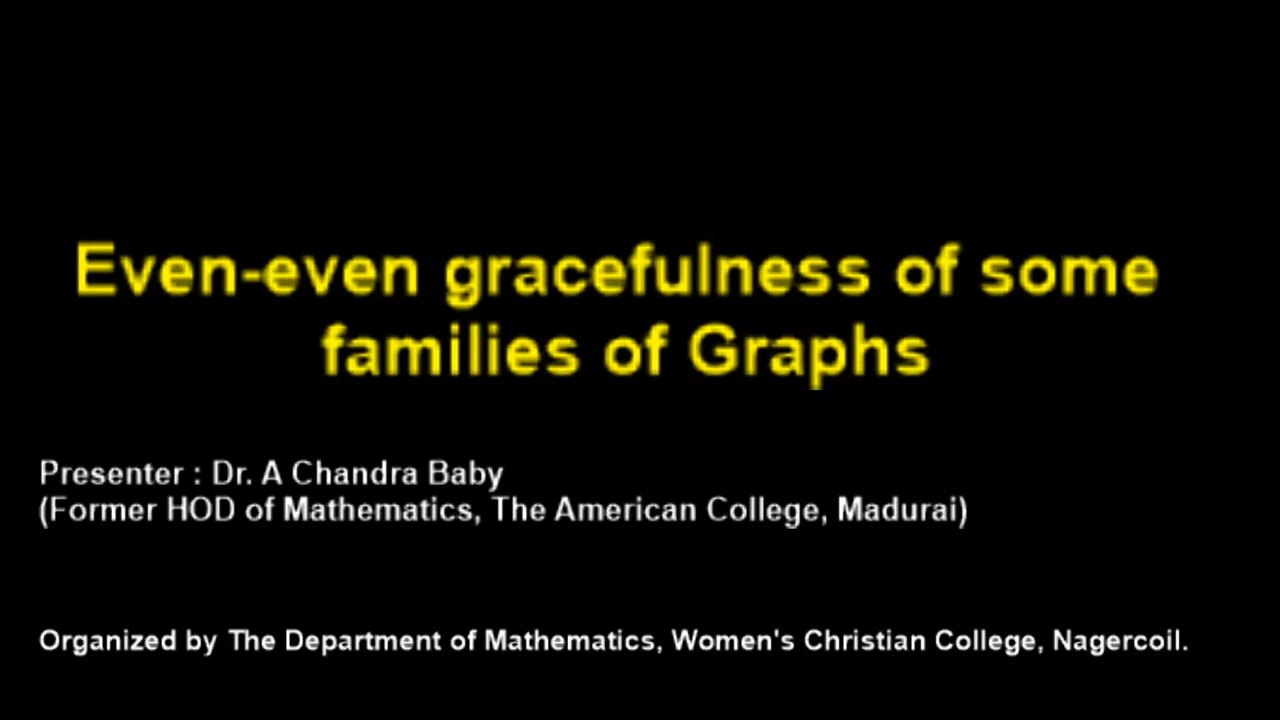 Even-even gracefulness of some
families of Graphs
Presenter : Dr. A Chandra Baby
(Former HOD of Mathematics, The American College, Madurai)
Organized by The Department of Mathematics, Women's Christian College, Nagercoil.